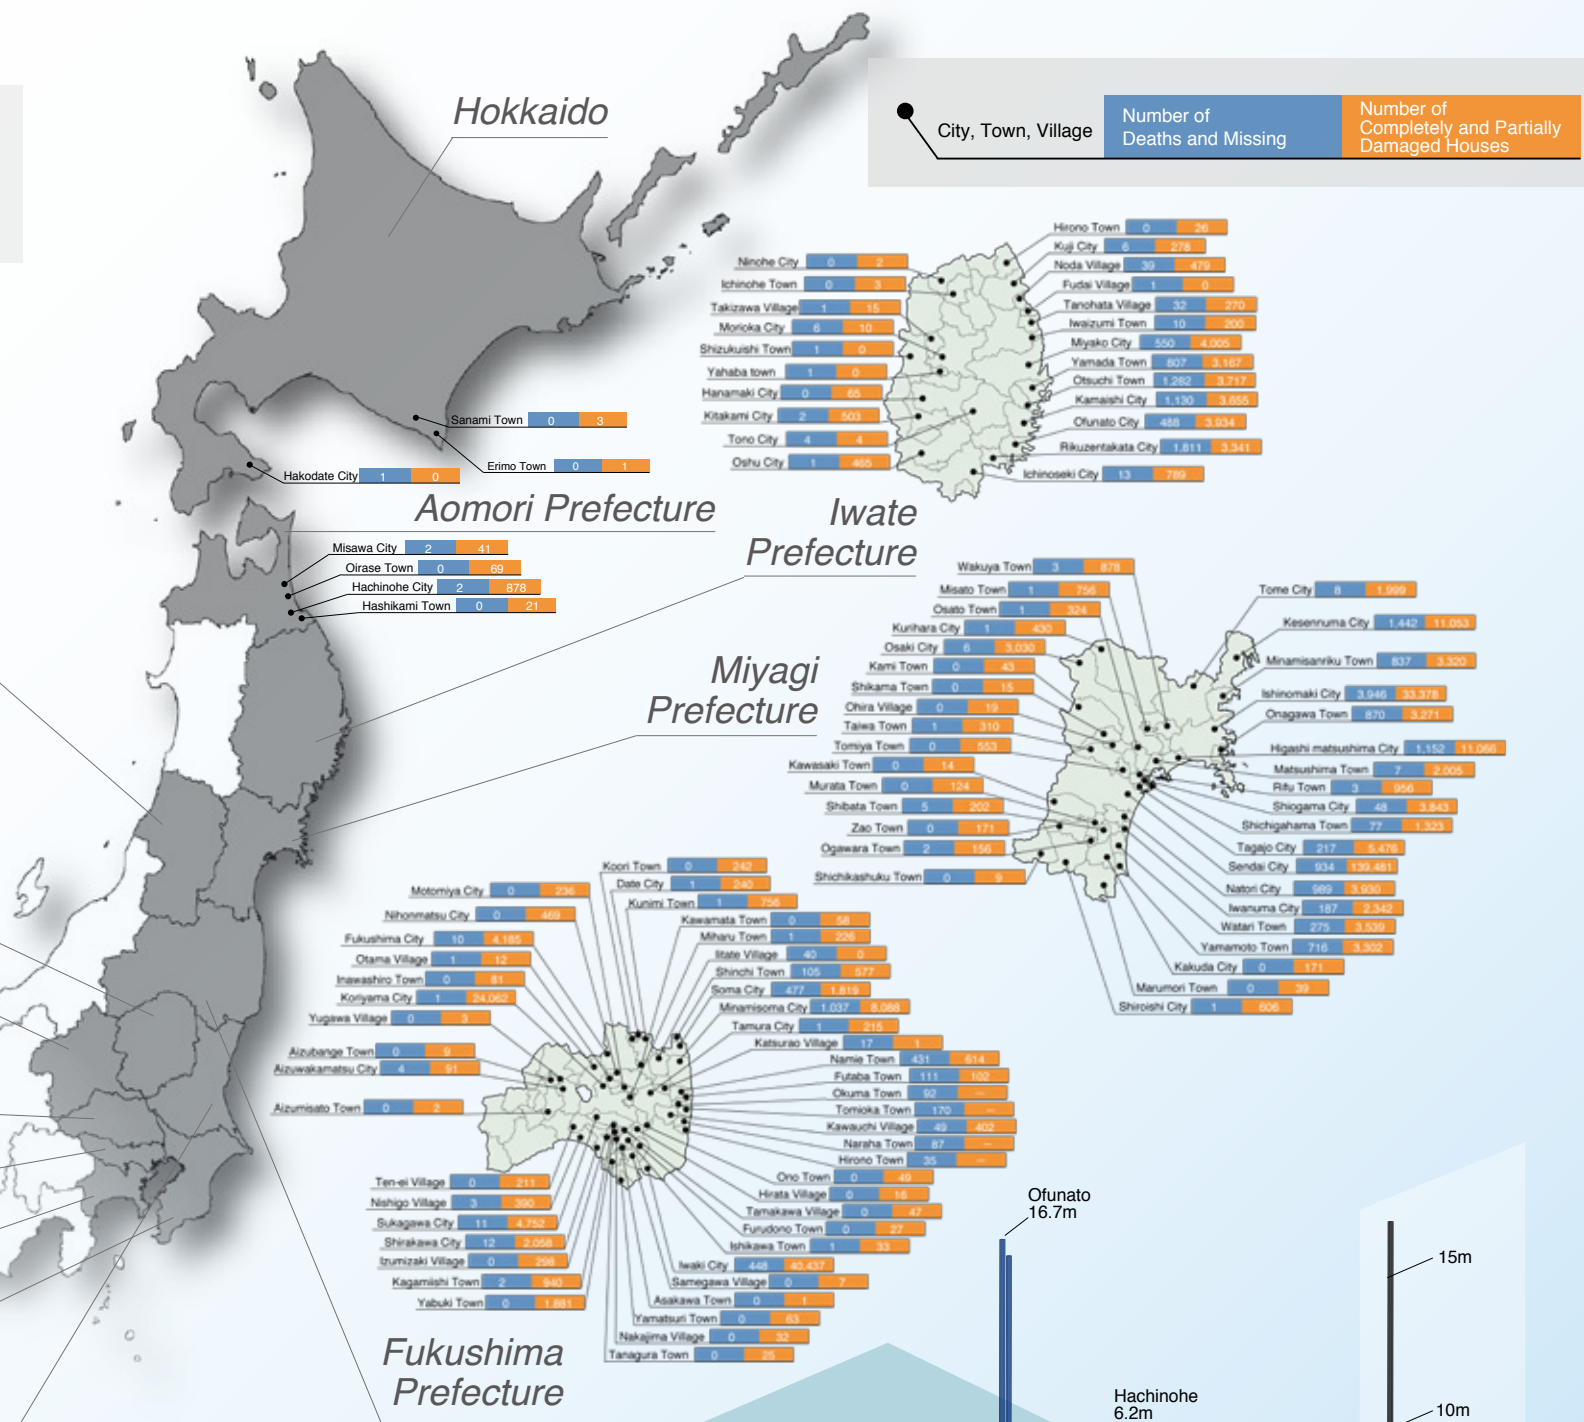 Hokkaido
City, Town, Village
Number of
Deaths and Missing
Number of
Completely and Partially
Damaged Houses
Sanami Town 0 3
Erimo Town 0 1
Hakodate City 1 0
Aomori Prefecture
Misawa City 2 41
Oirase Town 0 69
Hachinohe City 2 878
Hashikami Town 0 21
Iwate
Prefecture
Ninohe City 0 2
Ichinohe Town 0 3
Takizawa Village 1 15
Morioka City 6 10
Shizukuishi Town 1 0
Yahaba town 1 0
Hanamaki City 0 65
Kitakami City 2 503
Tono City 4 4
Oshu City 1 465
Hirono Town 0 26
Kuji City 6 278
Noda Village 39 479
Fudai Village 1 0
Tanohata Village 32 270
Iwaizumi Town 10 200
Miyako City 550 4,005
Yamada Town 807 3,167
Otsuchi Town 1,282 3,717
Kamaishi City 1,130 3,655
Ofunato City 488 3,934
Rikuzentakata City 1,811 3,341
Ichinoseki City 13 789
Miyagi
Prefecture
Wakuya Town 3 878
Misato Town 1 756
Osato Town 1 324
Kurihara City 1 430
Osaki City 6 3,030
Kami Town 0 43
Shikama Town 0 15
Ohira Village 0 19
Taiwa Town 1 310
Tomiya Town 0 553
Kawasaki Town 0 14
Murata Town 0 124
Shibata Town 5 202
Zao Town 0 171
Ogawara Town 2 156
Shichikashuku Town 0 9
Tome City 8 1,999
Kesennuma City 1,442 11,053
Minamisanriku Town 837 3,320
Ishinomaki City 3,946 33,378
Onagawa Town 870 3,271
Higashi matsushima City 1,152 11,066
Matsushima Town 7 2,005
Rifu Town 3 956
Shiogama City 48 3,843
Shichigahama Town 77 1,323
Tagajo City 217 5,476
Sendai City 934 139,461
Natori City 989 3,930
Iwanuma City 187 2,342
Watari Town 275 3,539
Yamamoto Town 716 3,302
Kakuda City 0 171
Marumori Town 0 39
Shiroishi City 1 606
Koori Town 0 242
Date City 1 240
Kunimi Town 1 756
Kawamata Town 0 58
Miharu Town 1 226
Iitate Village 40 0
Shinchi Town 105 577
Soma City 477 1,819
Minamisoma City 1,037 8,088
Tamura City 1 215
Katsurao Village 17 1
Namie Town 431 614
Futaba Town 111 102
Okuma Town 92 –
Tomioka Town 170 –
Kawauchi Village 49 402
Naraha Town 87 –
Hirono Town 35 –
Ono Town 0 49
Hirata Village 0 16
Tamakawa Village 0 47
Furudono Town 0 27
Ishikawa Town 1 33
Iwaki City 448 40,437
Samegawa Village 0 7
Asakawa Town 0 1
Yamatsuri Town 0 63
Nakajima Village 0 32
Tanagura Town 0 25
Motomiya City 0 236
Nihonmatsu City 0 469
Fukushima City 10 4,185
Otama Village 1 12
Inawashiro Town 0 81
Koriyama City 1 24,062
Yugawa Village 0 3
Aizubange Town 0 9
Aizuwakamatsu City 4 91
Aizumisato Town 0 2
Ten-ei Village 0 211
Nishigo Village 3 390
Sukagawa City 11 4,752
Shirakawa City 12 2,058
Izumizaki Village 0 298
Kagamiishi Town 2 940
Yabuki Town 0 1,881
Fukushima
Prefecture
Ofunato
16.7m
15m
Hachinohe
6.2m
10m